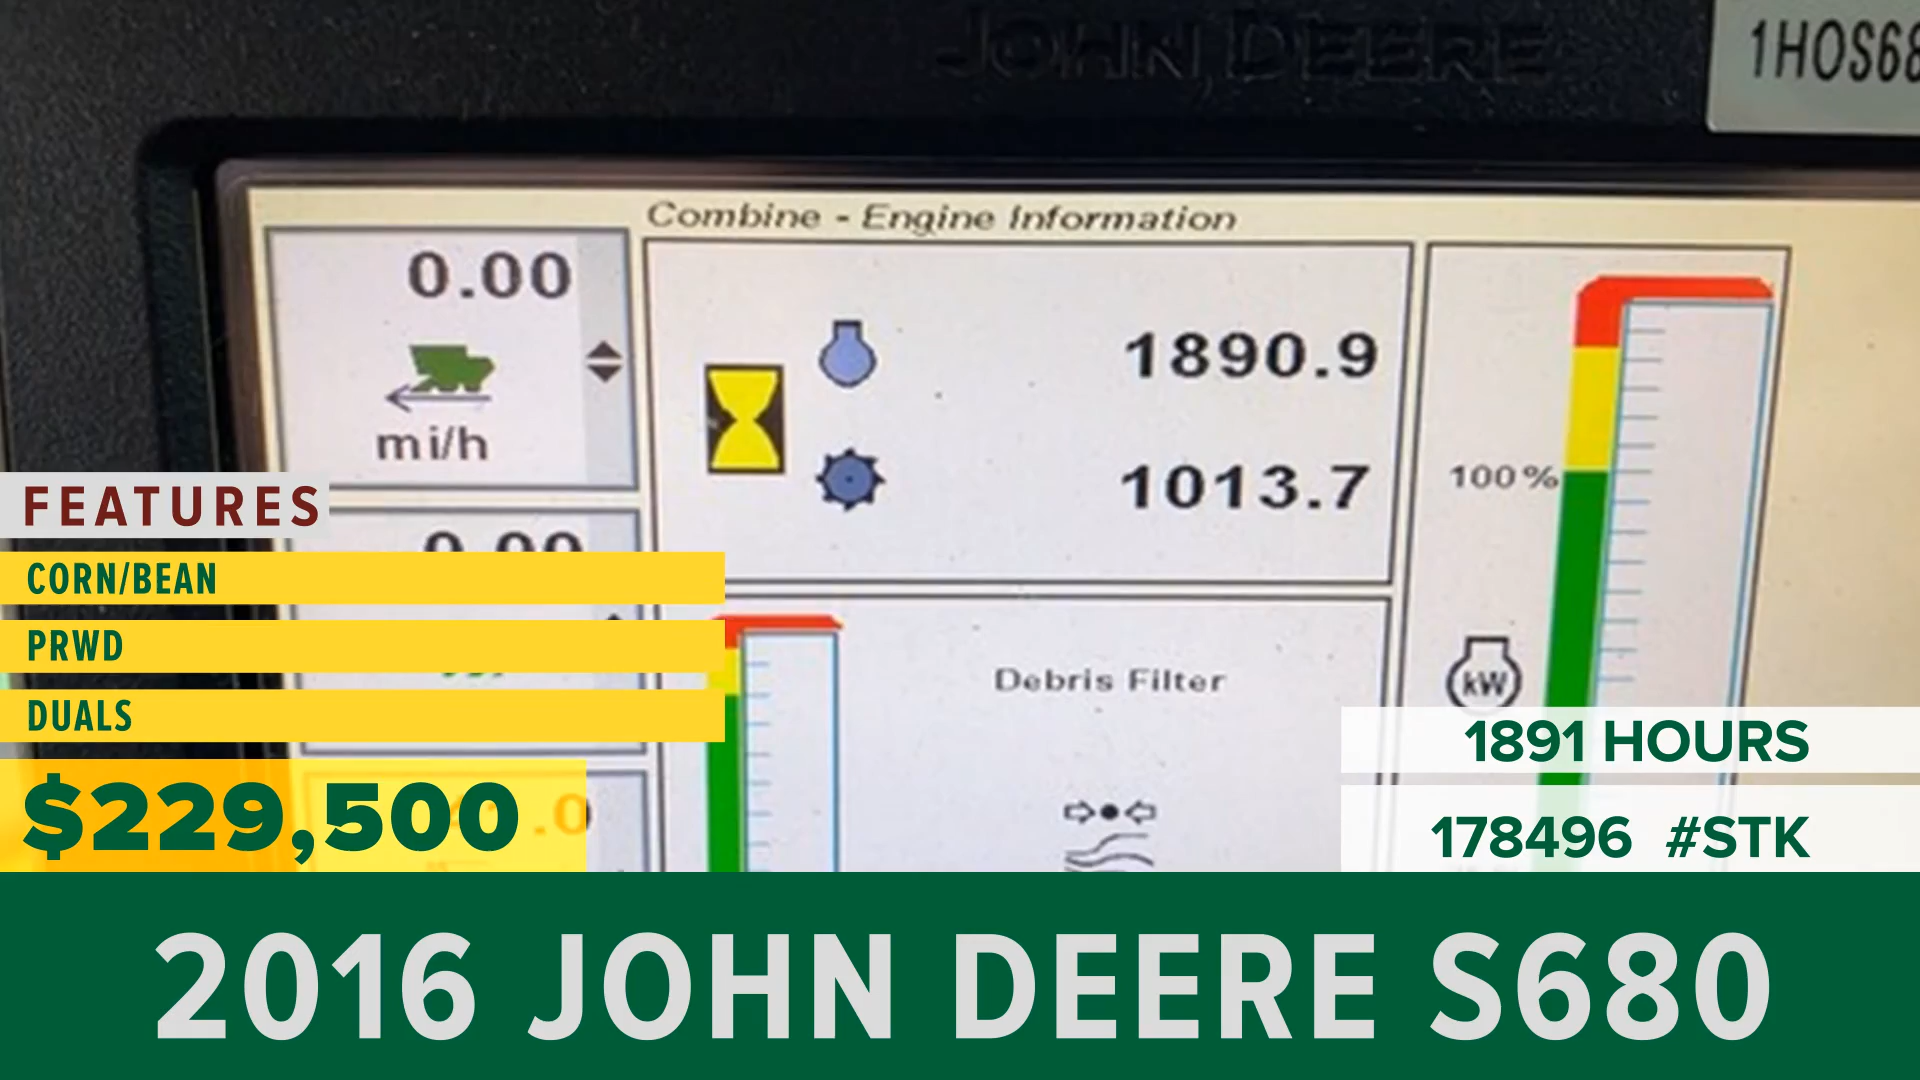 JOHN DEERE
1HOS68
Combine - Engine Information
0.00
mi/h
1890.9
1013.7
100%
kW
Debris Filter
FEATURES
CORN/BEAN
PRWD
DUALS
$229,500
1891 HOURS
178496 #STK
2016 JOHN DEERE S680